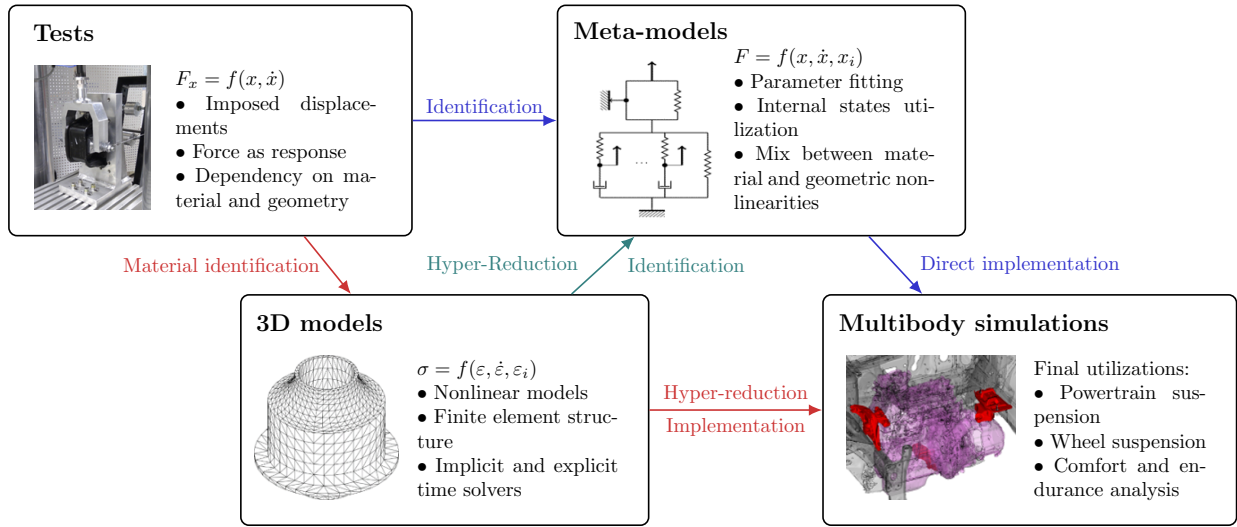 Tests
F_x = f(x, ẋ)
• Imposed displace-
ments
• Force as response
• Dependency on ma-
terial and geometry
Identification
Meta-models
F = f(x, ẋ, x_i)
• Parameter fitting
• Internal states uti-
lization
• Mix between mate-
rial and geometric non-
linearities
...
Material identification
Hyper-Reduction
Identification
Direct implementation
3D models
σ = f(ε, ε̇, ε_i)
• Nonlinear models
• Finite element struc-
ture
• Implicit and explicit
time solvers
Hyper-reduction
Implementation
Multibody simulations
Final utilizations:
• Powertrain sus-
pension
• Wheel suspension
• Comfort and en-
durance analysis